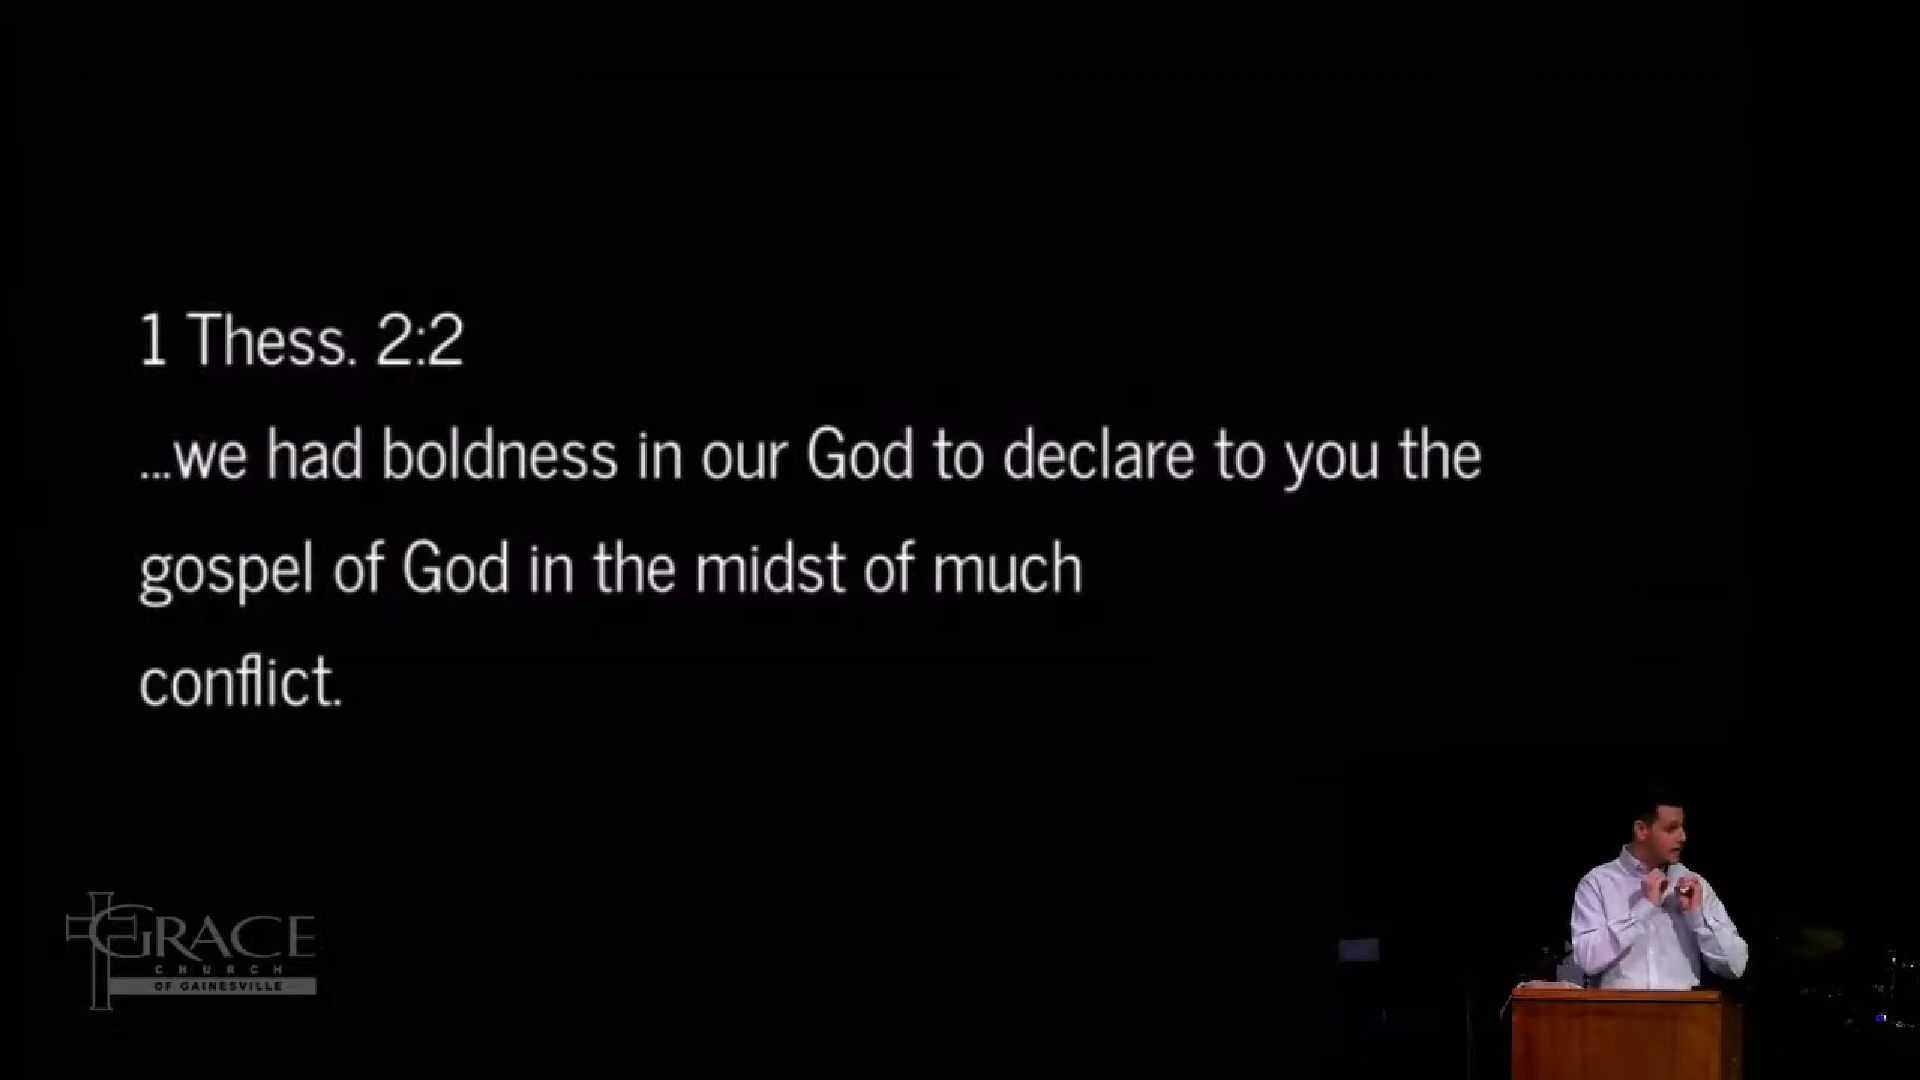 1 Thess. 2:2
...we had boldness in our God to declare to you the
gospel of God in the midst of much
conflict.
GRACE
CHURCH
OF GAINESVILLE